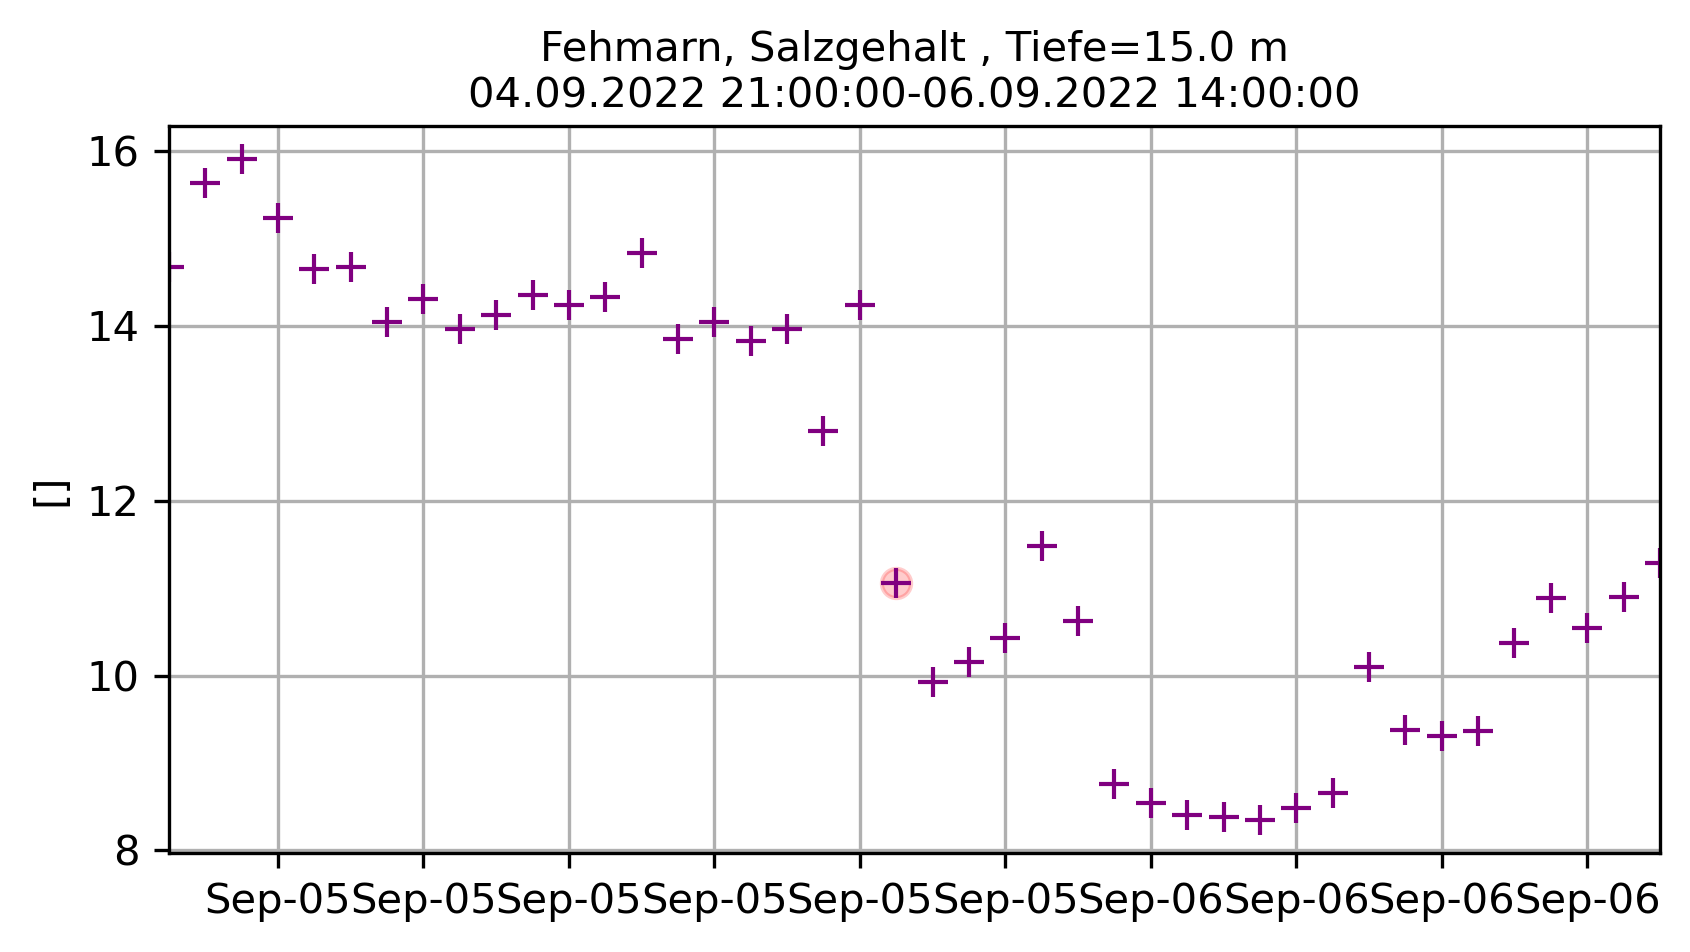 Fehmarn, Salzgehalt , Tiefe=15.0 m
04.09.2022 21:00:00-06.09.2022 14:00:00
16
14
12
10
8
[]
Sep-05Sep-05Sep-05Sep-05Sep-05Sep-05Sep-06Sep-06Sep-06Sep-06